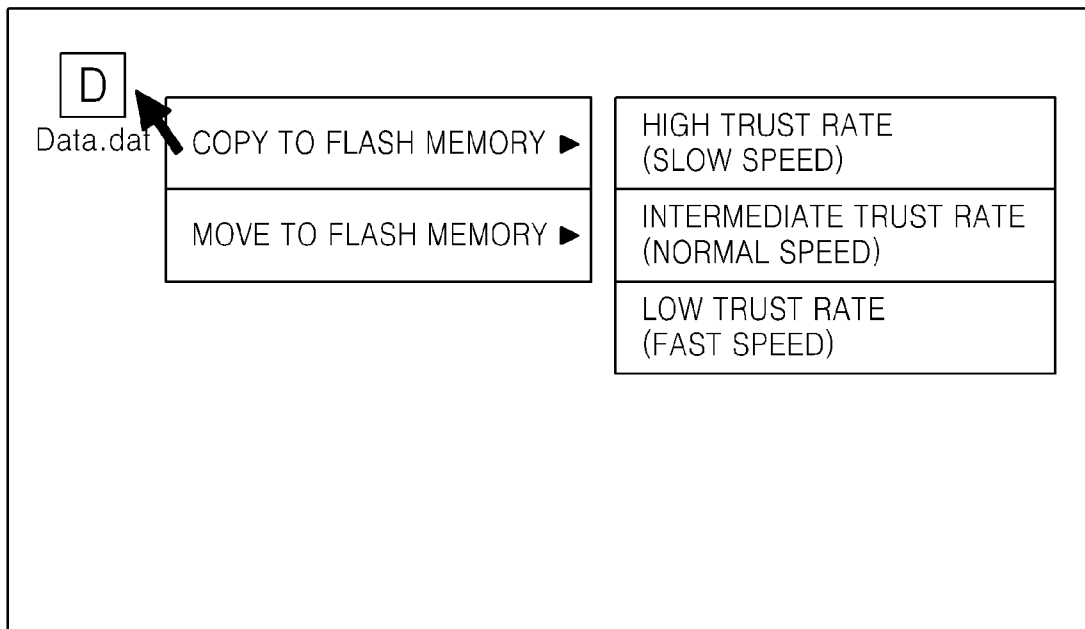 D
Data.dat
COPY TO FLASH MEMORY ▶
MOVE TO FLASH MEMORY ▶
HIGH TRUST RATE
(SLOW SPEED)
INTERMEDIATE TRUST RATE
(NORMAL SPEED)
LOW TRUST RATE
(FAST SPEED)